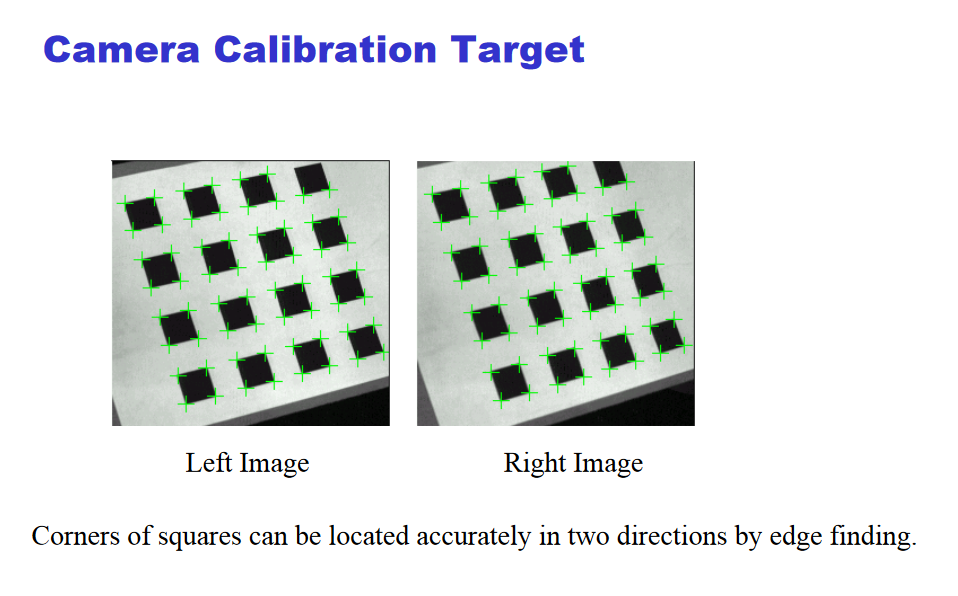 Camera Calibration Target
Left Image
Right Image
Corners of squares can be located accurately in two directions by edge finding.